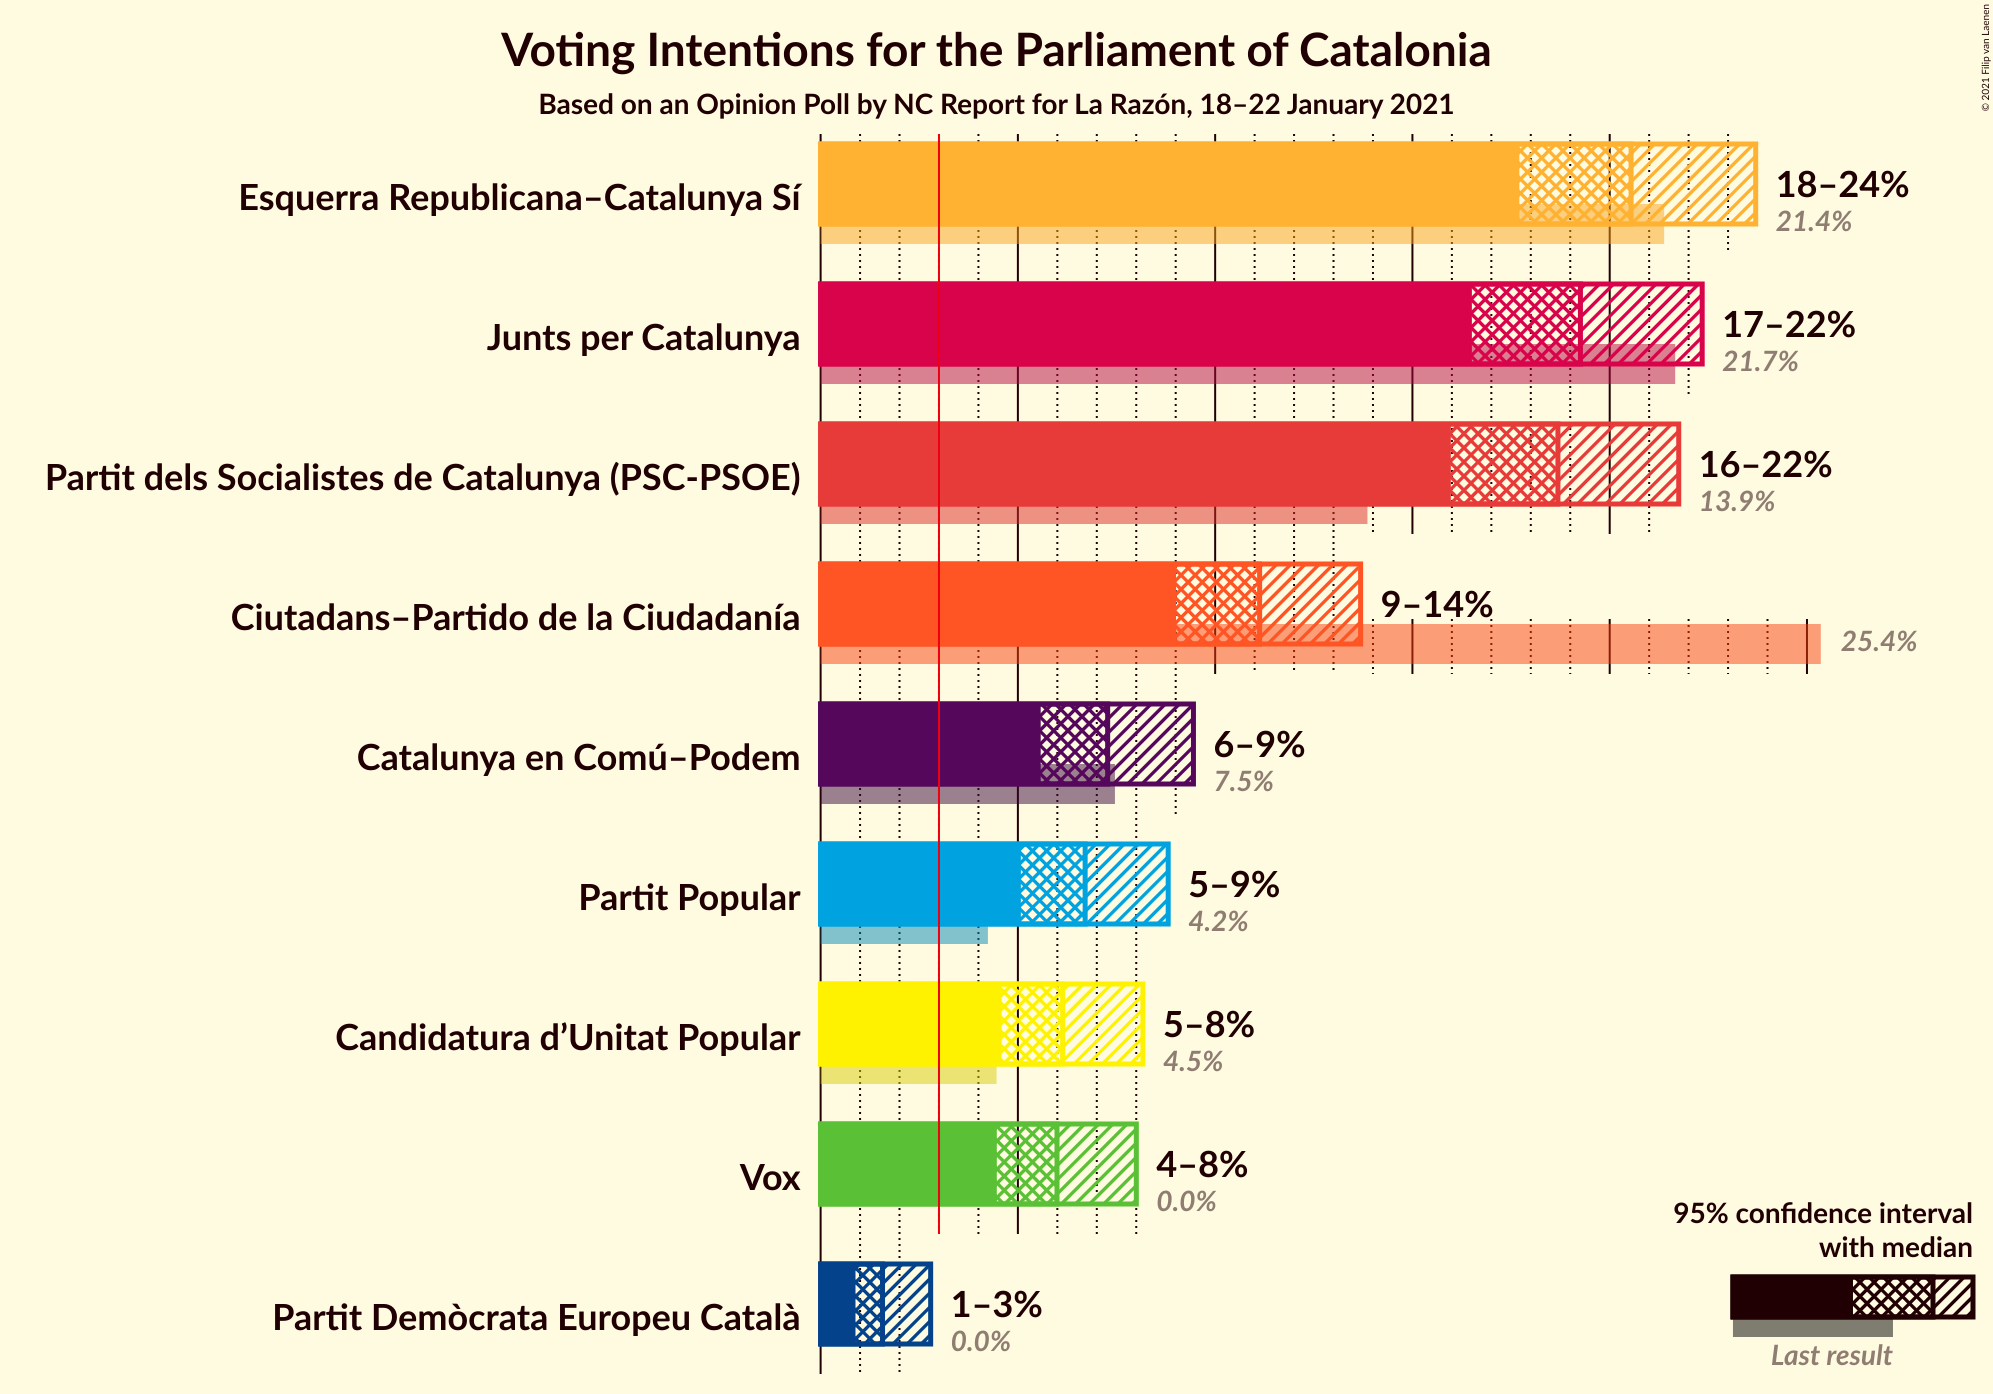 Voting Intentions for the Parliament of Catalonia
Based on an Opinion Poll by NC Report for La Razón, 18–22 January 2021
© 2021 Filip van Laenen
Esquerra Republicana–Catalunya Sí
18–24%
21.4%
Junts per Catalunya
17–22%
21.7%
Partit dels Socialistes de Catalunya (PSC-PSOE)
16–22%
13.9%
Ciutadans–Partido de la Ciudadanía
9–14%
25.4%
Catalunya en Comú–Podem
6–9%
7.5%
Partit Popular
5–9%
4.2%
Candidatura d’Unitat Popular
5–8%
4.5%
Vox
4–8%
0.0%
Partit Demòcrata Europeu Català
1–3%
0.0%
95% confidence interval
with median
Last result